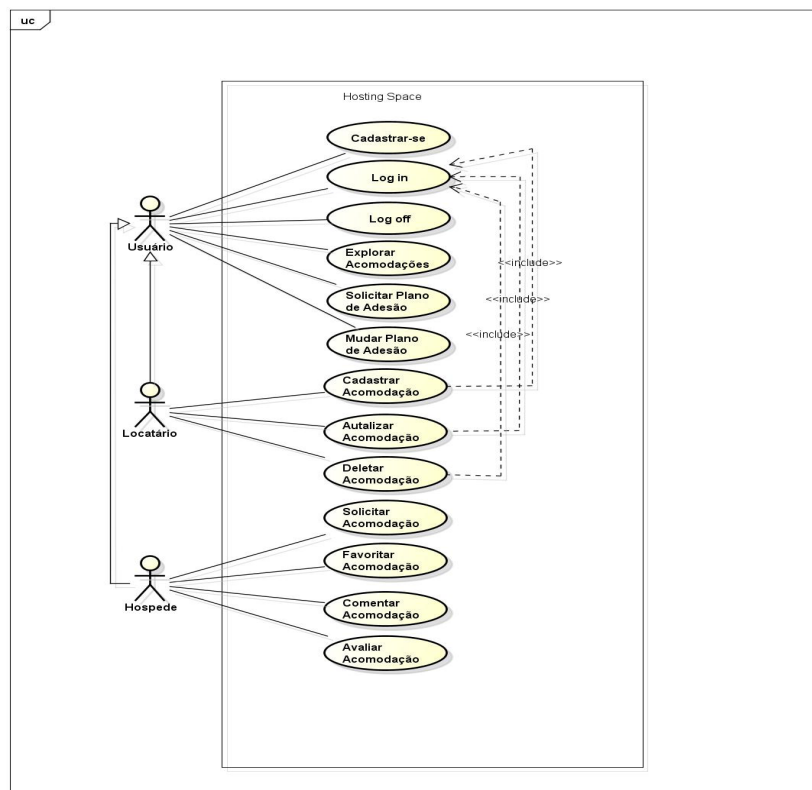 uc
Hosting Space
Cadastrar-se
Log in
Log off
Usuário
Explorar
Acomodações
<<include>>
Solicitar Plano
de Adesão
<<include>>
Mudar Plano
de Adesão
<<include>>
Cadastrar
Acomodação
Locatário
Autalizar
Acomodação
Deletar
Acomodação
Solicitar
Acomodação
Favoritar
Acomodação
Hospede
Comentar
Acomodação
Avaliar
Acomodação